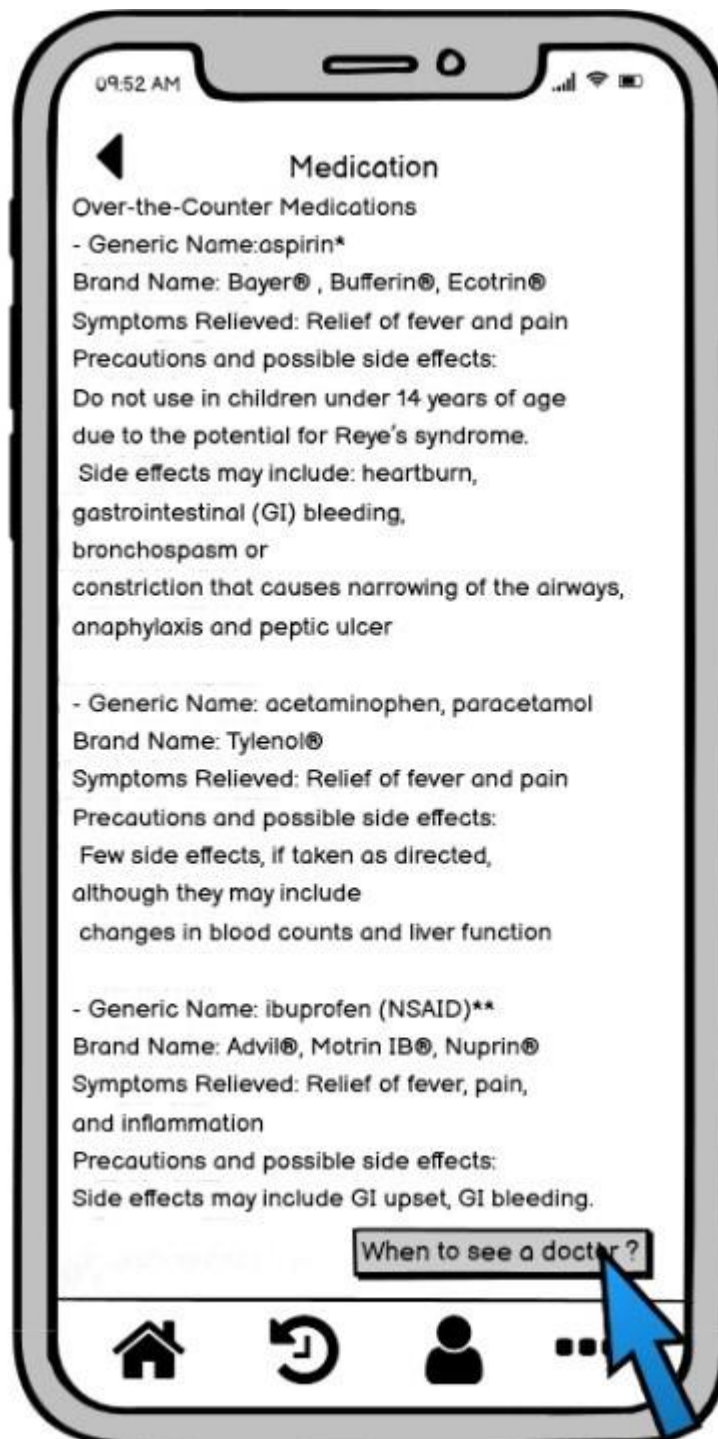 09:52 AM
Medication
Over-the-Counter Medications
- Generic Name:aspirin*
Brand Name: Bayer® , Bufferin®, Ecotrin®
Symptoms Relieved: Relief of fever and pain
Precautions and possible side effects:
Do not use in children under 14 years of age
due to the potential for Reye's syndrome.
Side effects may include: heartburn,
gastrointestinal (GI) bleeding,
bronchospasm or
constriction that causes narrowing of the airways,
anaphylaxis and peptic ulcer
- Generic Name: acetaminophen, paracetamol
Brand Name: Tylenol®
Symptoms Relieved: Relief of fever and pain
Precautions and possible side effects:
Few side effects, if taken as directed,
although they may include
changes in blood counts and liver function
- Generic Name: ibuprofen (NSAID)**
Brand Name: Advil®, Motrin IB®, Nuprin®
Symptoms Relieved: Relief of fever, pain,
and inflammation
Precautions and possible side effects:
Side effects may include GI upset, GI bleeding.
When to see a doctor ?